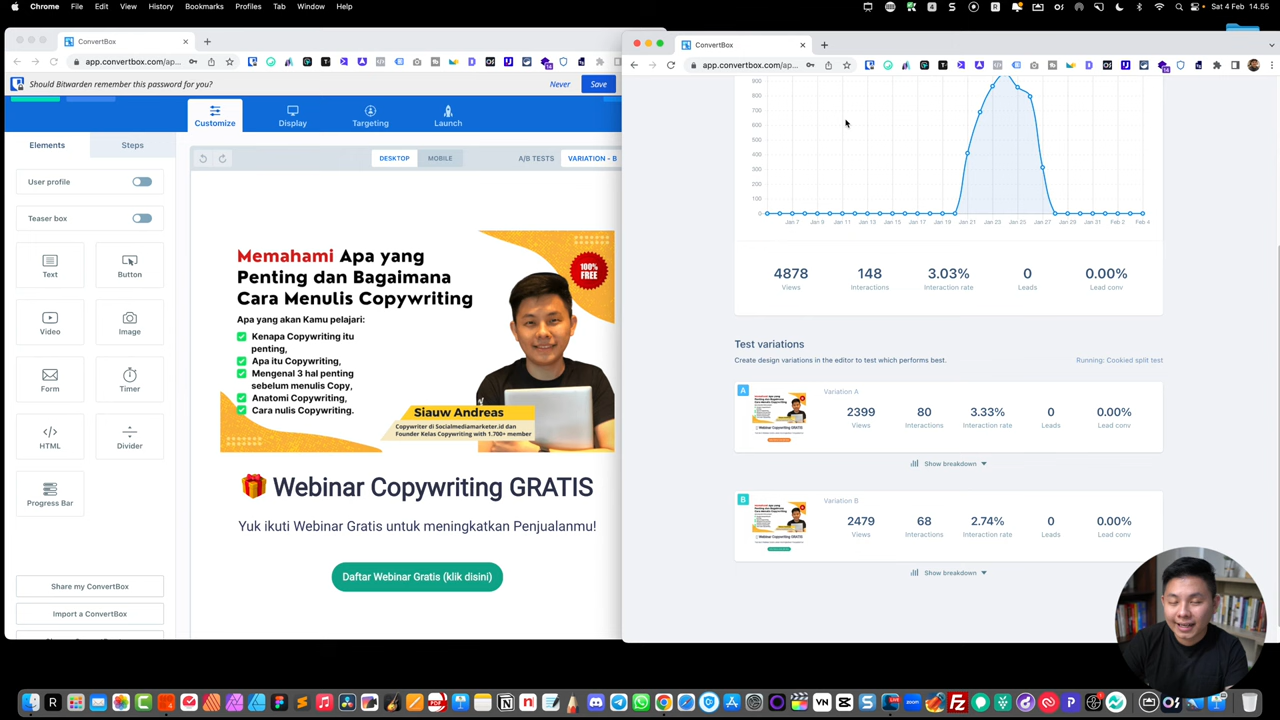 Chrome File Edit View History Bookmarks Profiles Tab Window Help
Sat 4 Feb 14.55
ConvertBox
app.convertbox.com/ap...
Should Bitwarden remember this password for you?
Never
Save
Customize
Display
Targeting
Launch
Elements
Steps
DESKTOP
MOBILE
A/B TESTS
VARIATION - B
User profile
Teaser box
Text
Button
Video
Image
Form
Timer
HTML
Divider
Progress Bar
Share my ConvertBox
Import a ConvertBox
Memahami Apa yang
Penting dan Bagaimana
Cara Menulis Copywriting
100%
FREE
Apa yang akan Kamu pelajari:
Kenapa Copywriting itu
penting,
Apa itu Copywriting,
Mengenal 3 hal penting
sebelum menulis Copy,
Anatomi Copywriting,
Cara nulis Copywriting.
Siauw Andreas
Copywriter di Socialmediamarketer.id dan
Founder Kelas Copywriting with 1,700+ member
Webinar Copywriting GRATIS
Yuk ikuti Webinar Gratis untuk meningkatkan Penjualanmu!
Daftar Webinar Gratis (klik disini)
ConvertBox
app.convertbox.com/ap...
900
800
700
600
500
400
300
200
100
0
Jan 7 Jan 9 Jan 11 Jan 13 Jan 15 Jan 17 Jan 19 Jan 21 Jan 23 Jan 25 Jan 27 Jan 29 Jan 31 Feb 2 Feb 4
4878 148 3.03% 0 0.00%
Views Interactions Interaction rate Leads Lead conv
Test variations
Create design variations in the editor to test which performs best.
Running: Cookied split test
A
Variation A
2399 80 3.33% 0 0.00%
Views Interactions Interaction rate Leads Lead conv
Show breakdown
B
Variation B
2479 68 2.74% 0 0.00%
Views Interactions Interaction rate Leads Lead conv
Show breakdown